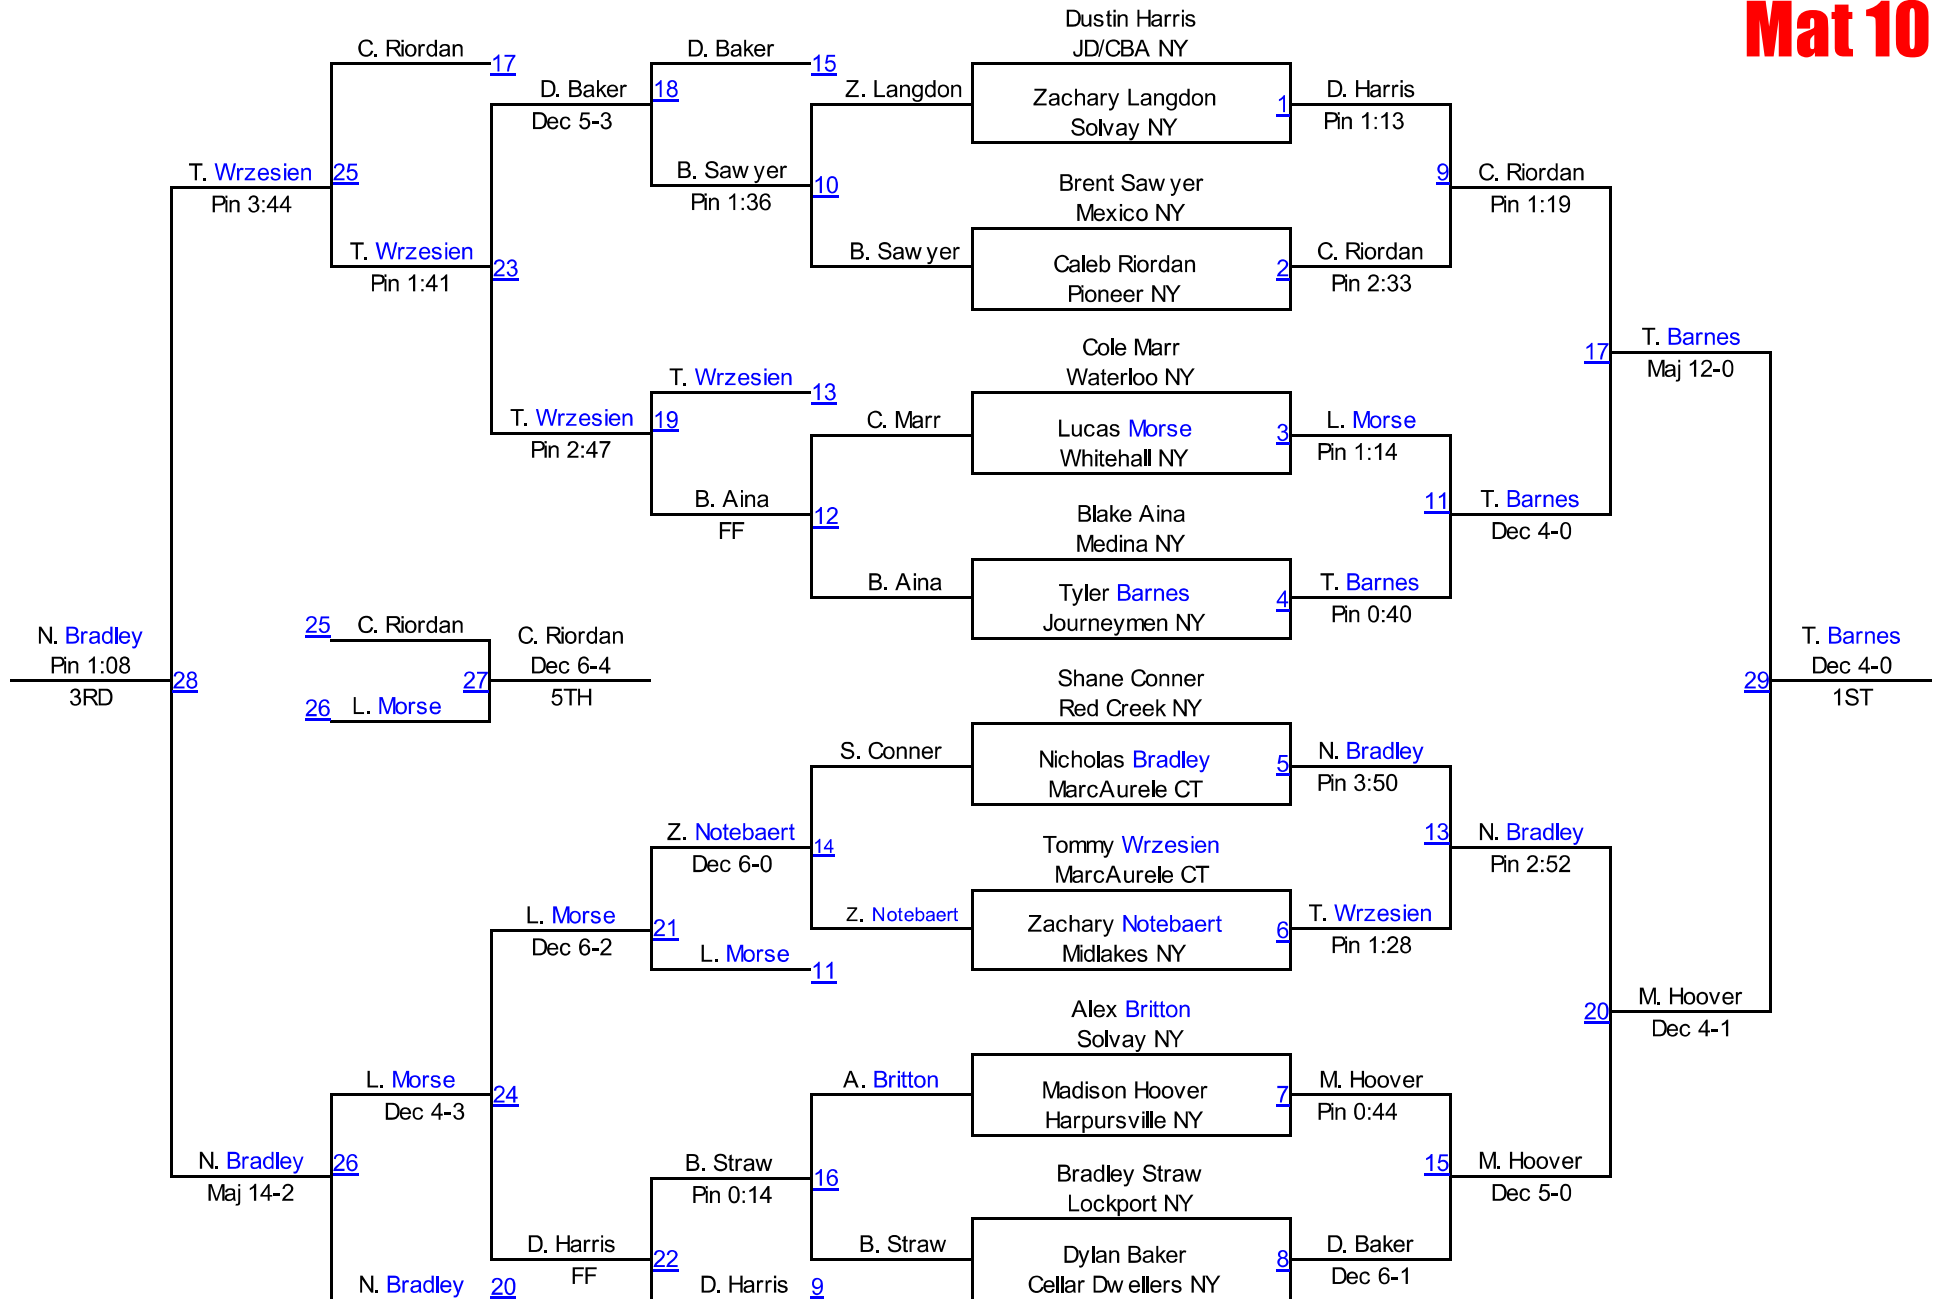 Mat 10
Dustin Harris
C. Riordan
D. Baker
JD/CBA NY
17
15
D. Baker
18
Z. Langdon
Zachary Langdon
1
D. Harris
Dec 5-3
Solvay NY
Pin 1:13
T. Wrzesien
25
B. Sawyer
10
Brent Sawyer
9
C. Riordan
Pin 3:44
Pin 1:36
Mexico NY
Pin 1:19
T. Wrzesien
23
B. Sawyer
Caleb Riordan
2
C. Riordan
Pin 1:41
Pioneer NY
Pin 2:33
Cole Marr
17
T. Barnes
T. Wrzesien
13
Waterloo NY
Maj 12-0
T. Wrzesien
19
C. Marr
Lucas Morse
3
L. Morse
Pin 2:47
Whitehall NY
Pin 1:14
B. Aina
12
Blake Aina
11
T. Barnes
FF
Medina NY
Dec 4-0
B. Aina
Tyler Barnes
4
T. Barnes
Journeymen NY
Pin 0:40
N. Bradley
25
C. Riordan
C. Riordan
T. Barnes
Pin 1:08
Dec 6-4
Dec 4-0
28
27
Shane Conner
29
3RD
26
L. Morse
5TH
Red Creek NY
1ST
S. Conner
Nicholas Bradley
5
N. Bradley
MarcAurele CT
Pin 3:50
Z. Notebaert
14
Tommy Wrzesien
13
N. Bradley
Dec 6-0
MarcAurele CT
Pin 2:52
L. Morse
21
Z. Notebaert
Zachary Notebaert
6
T. Wrzesien
Dec 6-2
L. Morse
11
Midlakes NY
Pin 1:28
Alex Britton
20
M. Hoover
Solvay NY
Dec 4-1
L. Morse
24
A. Britton
Madison Hoover
7
M. Hoover
Dec 4-3
Harpursville NY
Pin 0:44
N. Bradley
26
B. Straw
16
Bradley Straw
15
M. Hoover
Maj 14-2
Pin 0:14
Lockport NY
Dec 5-0
D. Harris
22
B. Straw
Dylan Baker
8
D. Baker
FF
Cellar Dwellers NY
Dec 6-1
N. Bradley
20
D. Harris
9